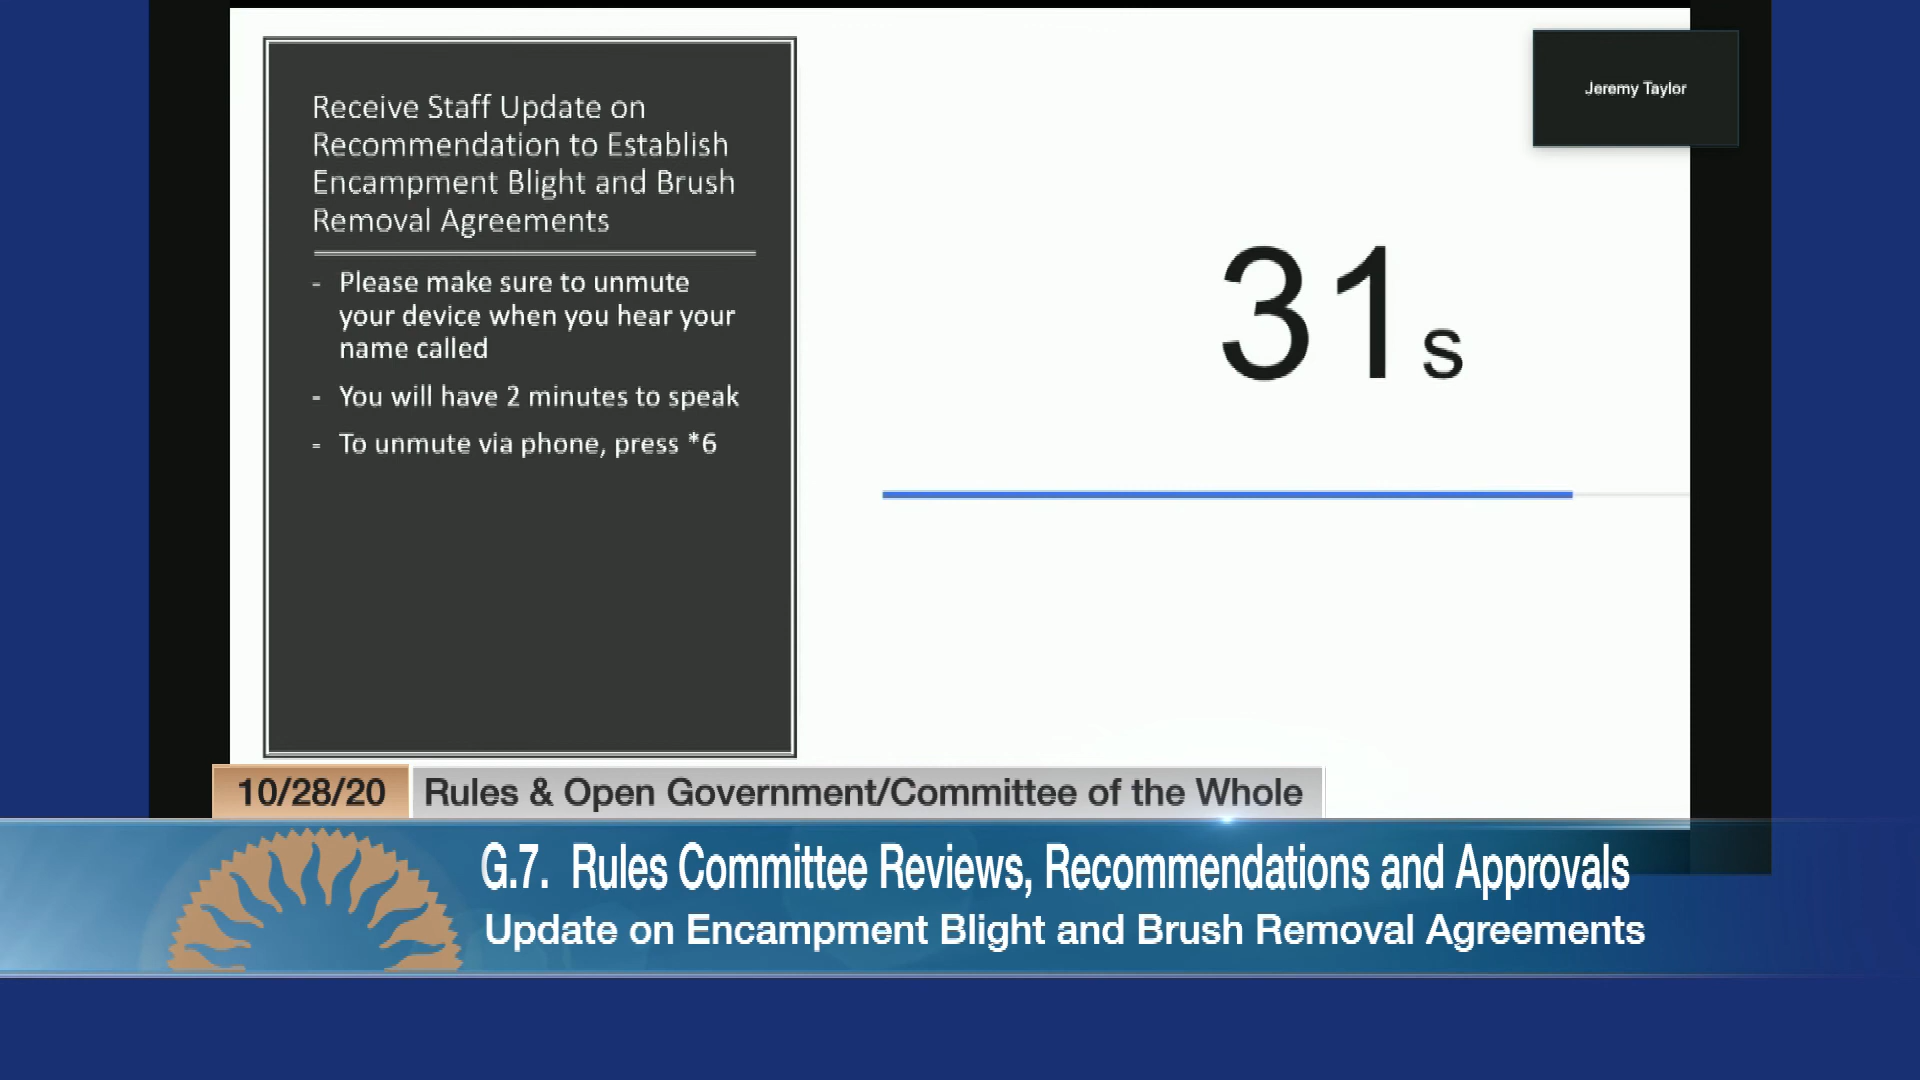 Receive Staff Update on
Recommendation to Establish
Encampment Blight and Brush
Removal Agreements
- Please make sure to unmute
your device when you hear your
name called
- You will have 2 minutes to speak
- To unmute via phone, press *6
Jeremy Taylor
31s
10/28/20 Rules & Open Government/Committee of the Whole
G.7. Rules Committee Reviews, Recommendations and Approvals
Update on Encampment Blight and Brush Removal Agreements